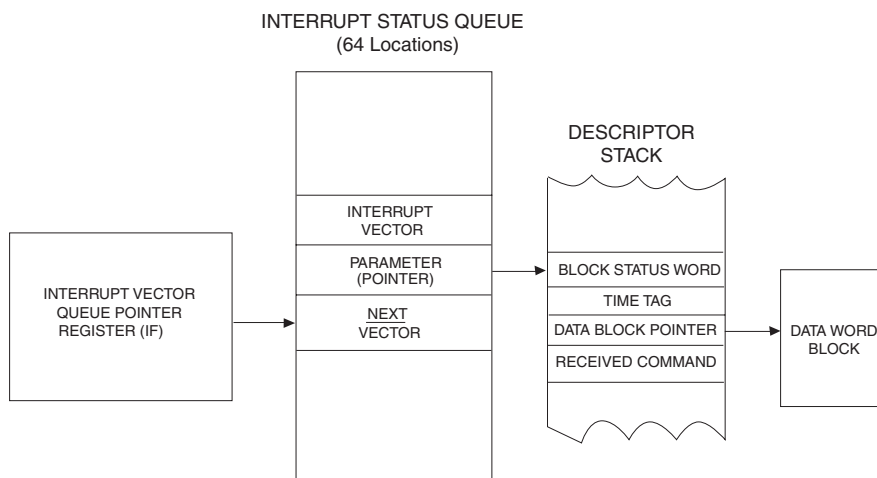 INTERRUPT STATUS QUEUE
(64 Locations)
DESCRIPTOR
STACK
INTERRUPT
VECTOR
PARAMETER
(POINTER)
NEXT
VECTOR
INTERRUPT VECTOR
QUEUE POINTER
REGISTER (IF)
BLOCK STATUS WORD
TIME TAG
DATA BLOCK POINTER
RECEIVED COMMAND
DATA WORD
BLOCK